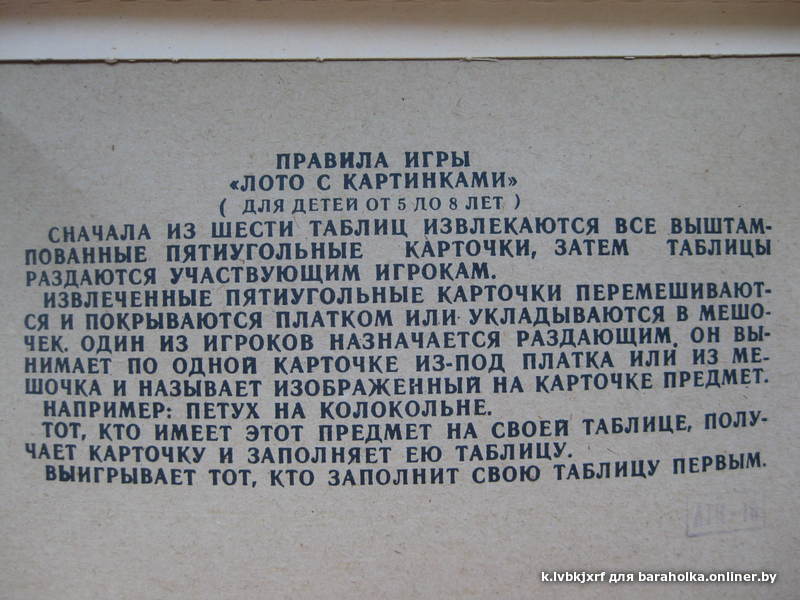 ПРАВИЛА ИГРЫ
«ЛОТО С КАРТИНКАМИ»
( ДЛЯ ДЕТЕЙ ОТ 5 ДО 8 ЛЕТ )
СНАЧАЛА ИЗ ШЕСТИ ТАБЛИЦ ИЗВЛЕКАЮТСЯ ВСЕ ВЫШТАМ-
ПОВАННЫЕ ПЯТИУГОЛЬНЫЕ КАРТОЧКИ, ЗАТЕМ ТАБЛИЦЫ
РАЗДАЮТСЯ УЧАСТВУЮЩИМ ИГРОКАМ.
ИЗВЛЕЧЕННЫЕ ПЯТИУГОЛЬНЫЕ КАРТОЧКИ ПЕРЕМЕШИВАЮТ-
СЯ И ПОКРЫВАЮТСЯ ПЛАТКОМ ИЛИ УКЛАДЫВАЮТСЯ В МЕШО-
ЧЕК. ОДИН ИЗ ИГРОКОВ НАЗНАЧАЕТСЯ РАЗДАЮЩИМ. ОН ВЫ-
НИМАЕТ ПО ОДНОЙ КАРТОЧКЕ ИЗ-ПОД ПЛАТКА ИЛИ ИЗ МЕ-
ШОЧКА И НАЗЫВАЕТ ИЗОБРАЖЕННЫЙ НА КАРТОЧКЕ ПРЕДМЕТ.
НАПРИМЕР: ПЕТУХ НА КОЛОКОЛЬНЕ.
ТОТ, КТО ИМЕЕТ ЭТОТ ПРЕДМЕТ НА СВОЕЙ ТАБЛИЦЕ, ПОЛУ-
ЧАЕТ КАРТОЧКУ И ЗАПОЛНЯЕТ ЕЮ ТАБЛИЦУ.
ВЫИГРЫВАЕТ ТОТ, КТО ЗАПОЛНИТ СВОЮ ТАБЛИЦУ ПЕРВЫМ.
k.lvbkjxrf для baraholka.onliner.by